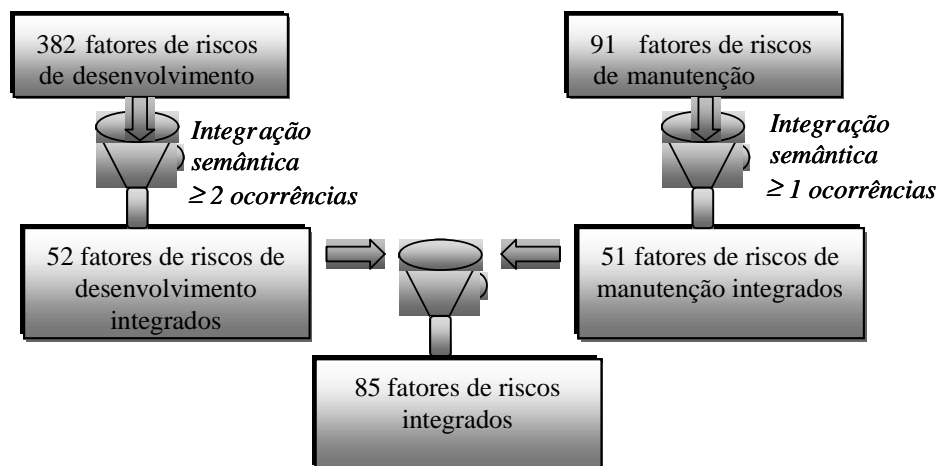 382 fatores de riscos
de desenvolvimento
91 fatores de riscos
de manutenção
Integração
semântica
≥ 2 ocorrências
Integração
semântica
≥ 1 ocorrências
52 fatores de riscos de
desenvolvimento
integrados
51 fatores de riscos de
manutenção integrados
85 fatores de riscos
integrados